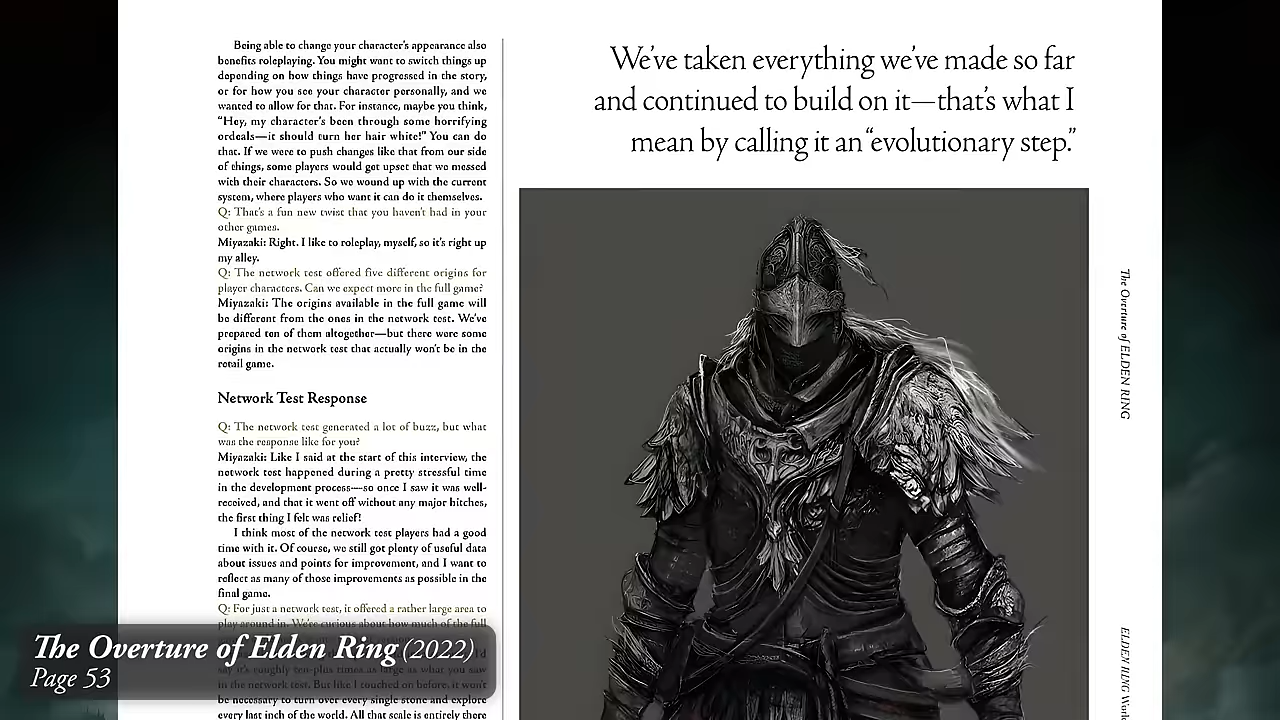 Being able to change your character's appearance also
benefits roleplaying. You might want to switch things up
depending on how things have progressed in the story,
or for how you see your character personally, and we
wanted to allow for that. For instance, maybe you think,
“Hey, my character's been through some horrifying
ordeals—it should turn her hair white!” You can do
that. If we were to push changes like that from our side
of things, some players would get upset that we messed
with their characters. So we wound up with the current
system, where players who want it can do it themselves.
Q: That's a fun new twist that you haven't had in your
other games.
Miyazaki: Right. I like to roleplay, myself, so it's right up
my alley.
Q: The network test offered five different origins for
player characters. Can we expect more in the full game?
Miyazaki: The origins available in the full game will
be different from the ones in the network test. We've
prepared ten of them altogether—but there were some
origins in the network test that actually won't be in the
retail game.
Network Test Response
Q: The network test generated a lot of buzz, but what
was the response like for you?
Miyazaki: Like I said at the start of this interview, the
network test happened during a pretty stressful time
in the development process—so once I saw it was well-
received, and that it went off without any major hitches,
the first thing I felt was relief!
I think most of the network test players had a good
time with it. Of course, we still got plenty of useful data
about issues and points for improvement, and I want to
reflect as many of those improvements as possible in the
final game.
Q: For just a network test, it offered a rather large area to
play around in. We're curious about how much of the full
say it's roughly ten-plus times as large as what you saw
in the network test. But like I touched on before, it won't
be necessary to turn over every single stone and explore
every last inch of the world. All that scale is entirely there
We've taken everything we've made so far
and continued to build on it—that's what I
mean by calling it an “evolutionary step.”
The Overture of ELDEN RING
ELDEN RING
The Overture of Elden Ring (2022)
Page 53